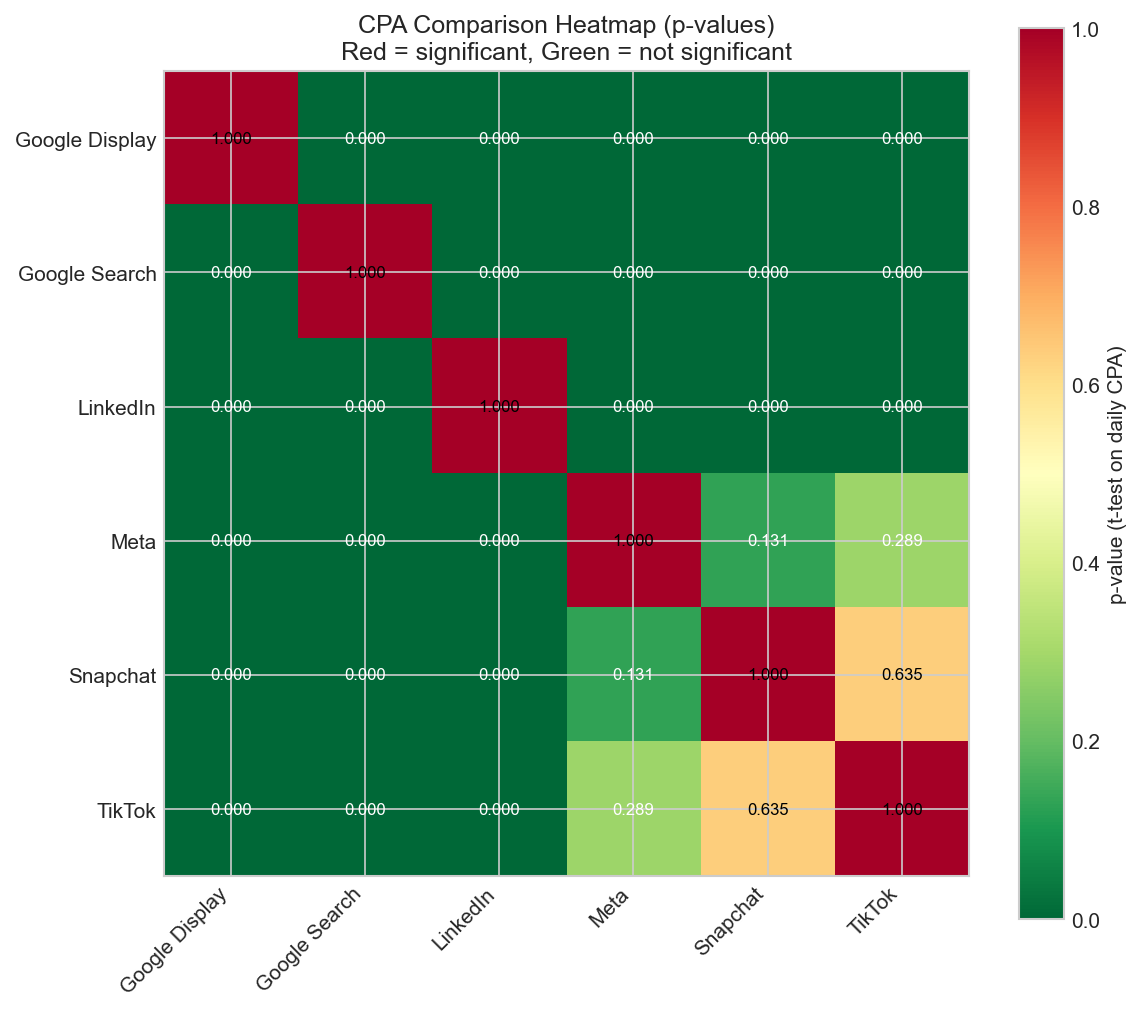 CPA Comparison Heatmap (p-values)
Red = significant, Green = not significant
Google Display 1.000 0.000 0.000 0.000 0.000 0.000
Google Search 0.000 1.000 0.000 0.000 0.000 0.000
LinkedIn 0.000 0.000 1.000 0.000 0.000 0.000
Meta 0.000 0.000 0.000 1.000 0.131 0.289
Snapchat 0.000 0.000 0.000 0.131 1.000 0.635
TikTok 0.000 0.000 0.000 0.289 0.635 1.000
Google Display Google Search LinkedIn Meta Snapchat TikTok
1.0
0.8
0.6
0.4
0.2
0.0
p-value (t-test on daily CPA)